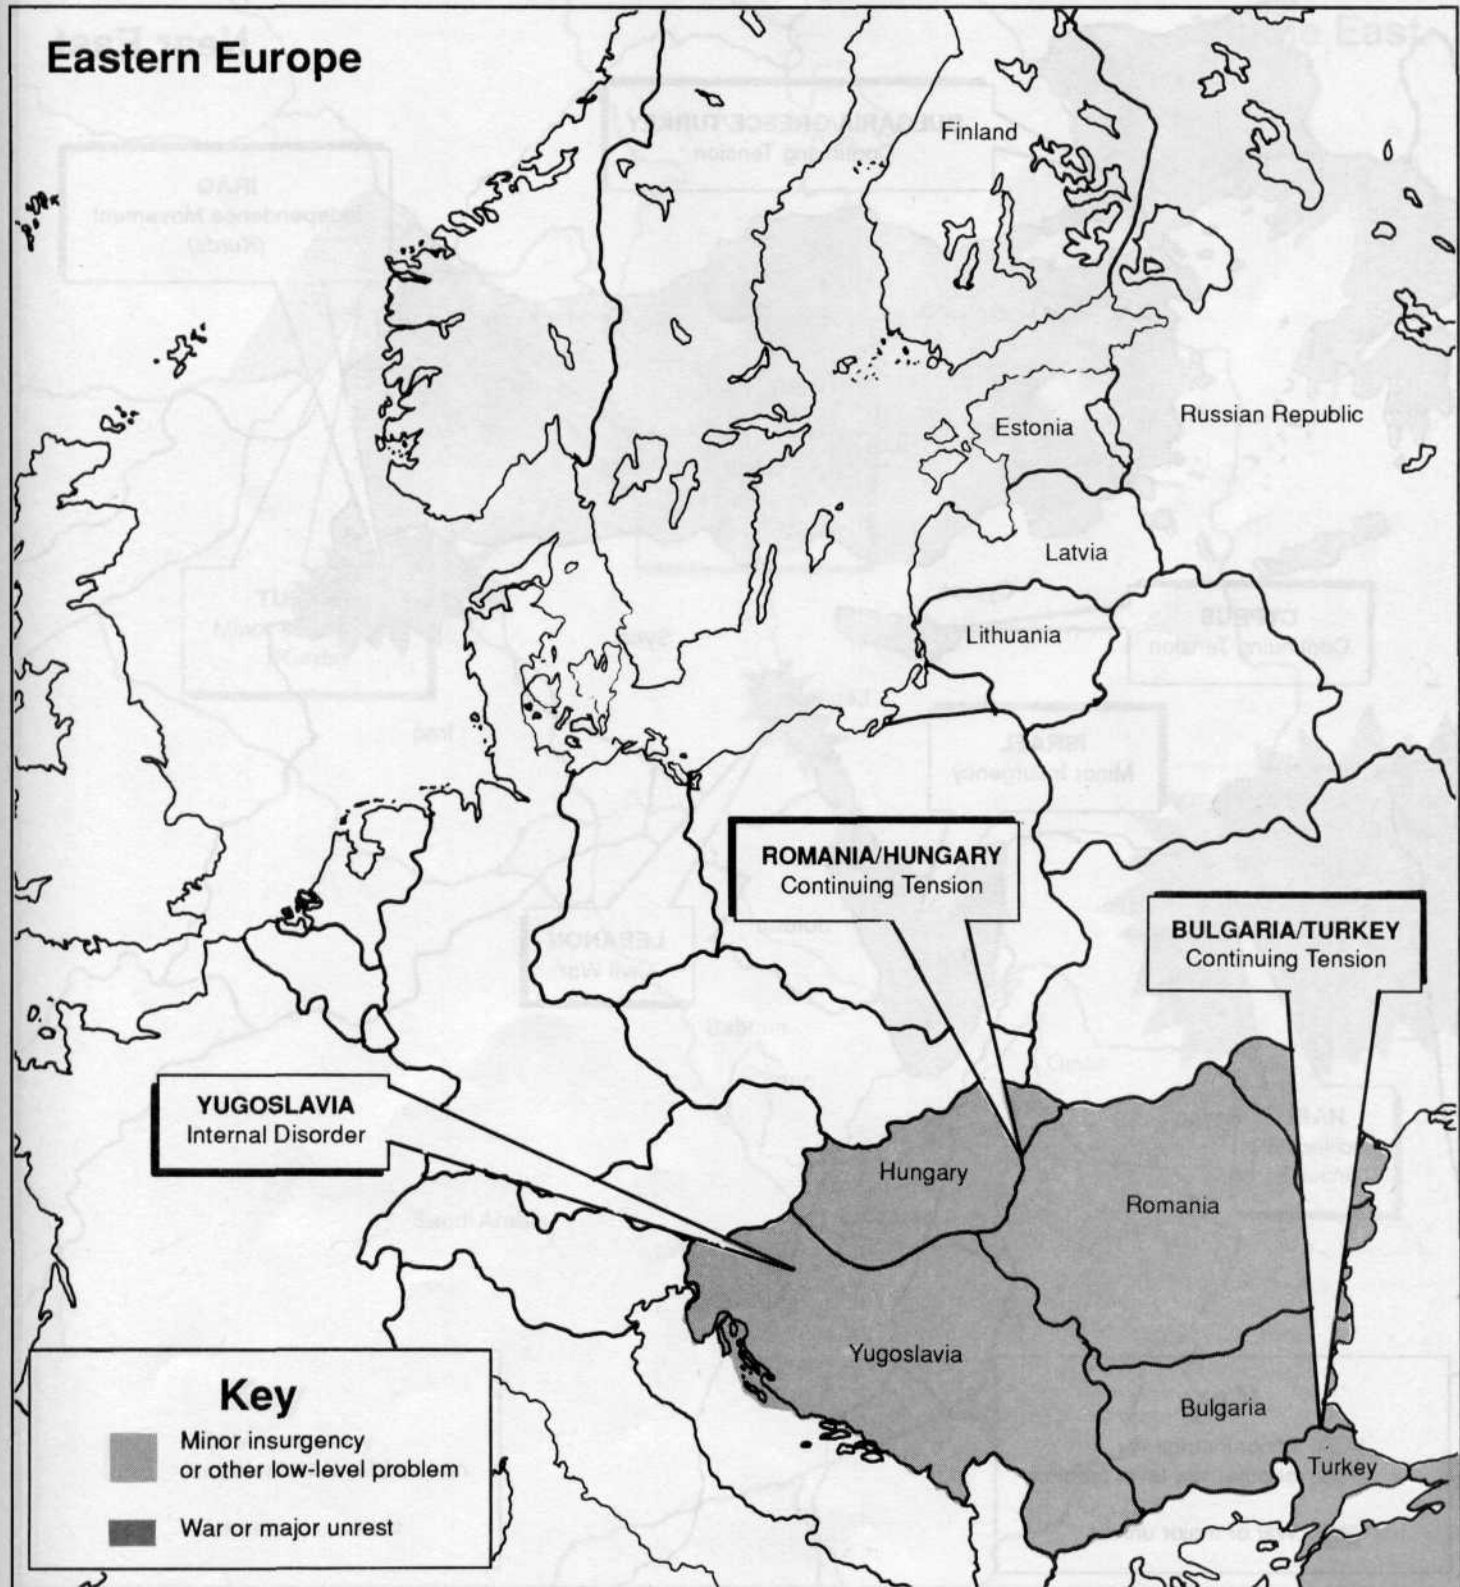 Eastern Europe
Finland
Estonia
Russian Republic
Latvia
Lithuania
ROMANIA/HUNGARY
Continuing Tension
BULGARIA/TURKEY
Continuing Tension
YUGOSLAVIA
Internal Disorder
Hungary
Romania
Yugoslavia
Bulgaria
Turkey
Key
Minor insurgency
or other low-level problem
War or major unrest